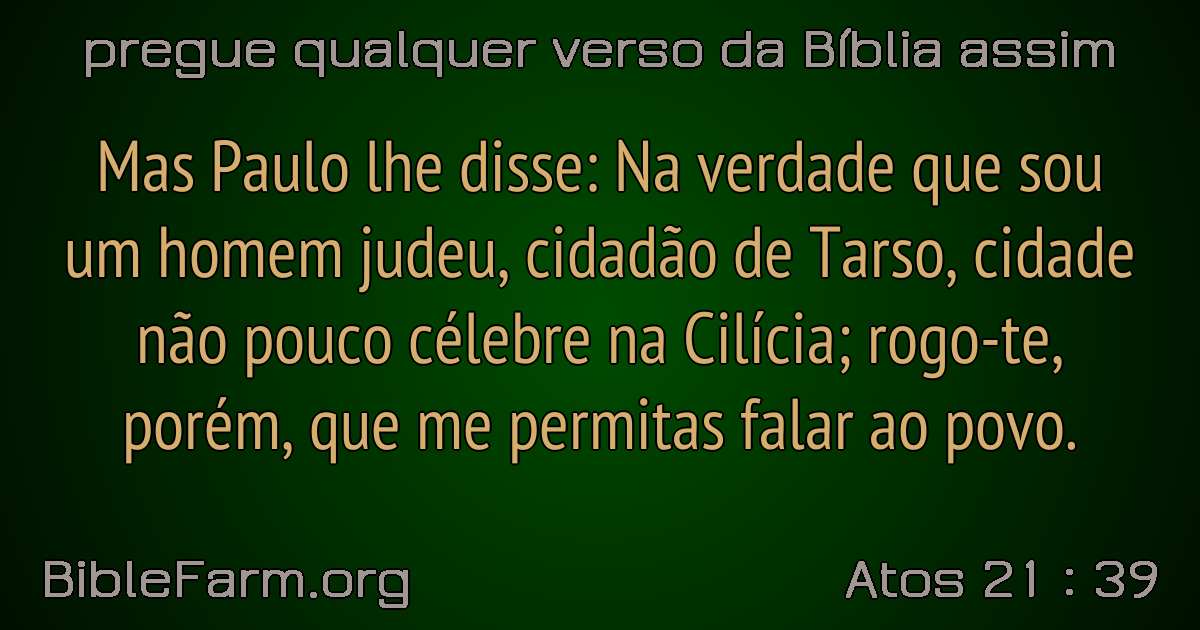 pregue qualquer verso da Bíblia assim
Mas Paulo lhe disse: Na verdade que sou
um homem judeu, cidadão de Tarso, cidade
não pouco célebre na Cilícia; rogo-te,
porém, que me permitas falar ao povo.
BibleFarm.org
Atos 21 : 39